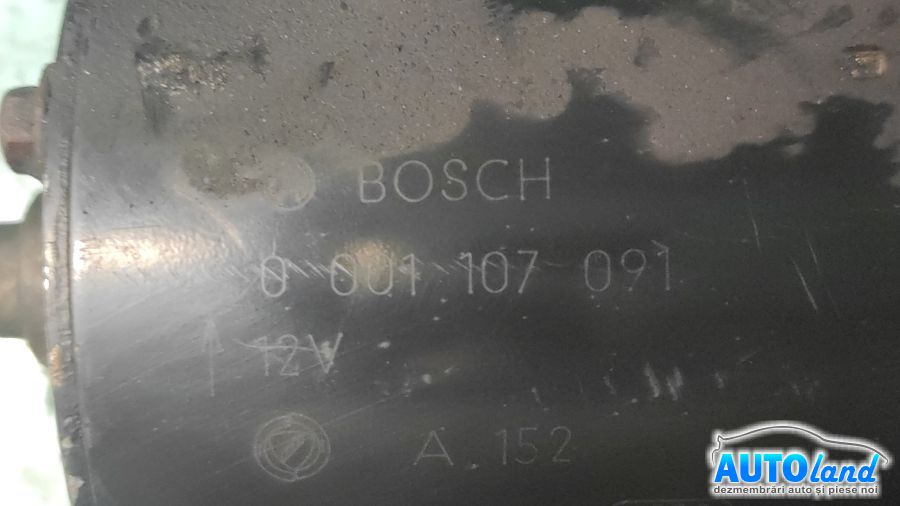 BOSCH
0 001 107 091
12V
A 152
AUTOland
dezmembrări auto și piese noi